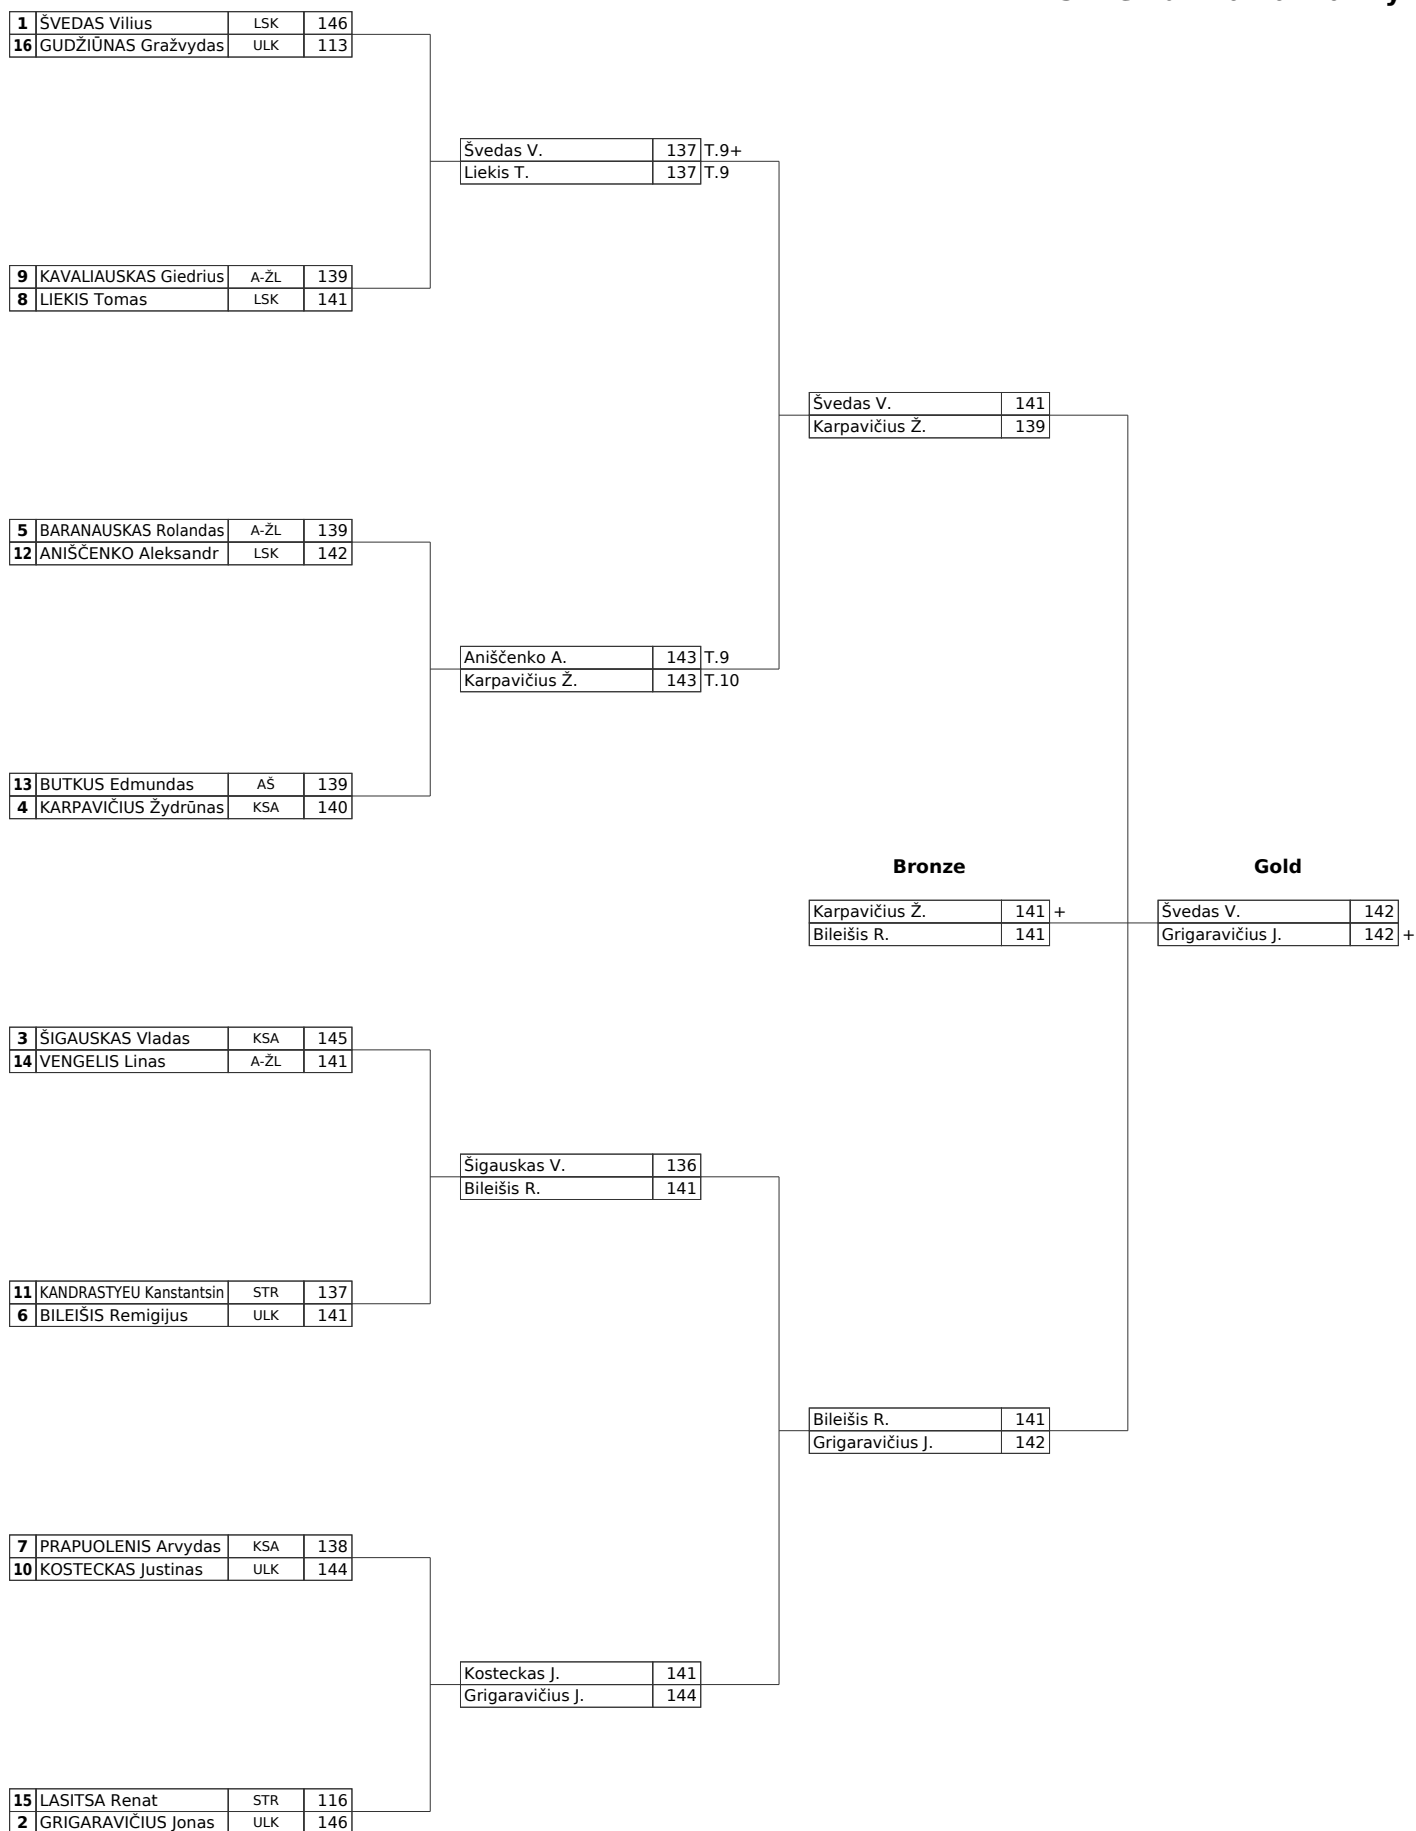 1 ŠVEDAS Vilius LSK 146
16 GUDŽIŪNAS Gražvydas ULK 113
Švedas V. 137 T.9+
Liekis T. 137 T.9
9 KAVALIAUSKAS Giedrius A-ŽL 139
8 LIEKIS Tomas LSK 141
Švedas V. 141
Karpavičius Ž. 139
5 BARANAUSKAS Rolandas A-ŽL 139
12 ANIŠČENKO Aleksandr LSK 142
Aniščenko A. 143 T.9
Karpavičius Ž. 143 T.10
13 BUTKUS Edmundas AŠ 139
4 KARPAVIČIUS Žydrūnas KSA 140
Bronze Gold
Karpavičius Ž. 141 + Švedas V. 142
Bileišis R. 141 Grigaravičius J. 142 +
3 ŠIGAUSKAS Vladas KSA 145
14 VENGELIS Linas A-ŽL 141
Šigauskas V. 136
Bileišis R. 141
11 KANDRASTYEU Kanstantsin STR 137
6 BILEIŠIS Remigijus ULK 141
Bileišis R. 141
Grigaravičius J. 142
7 PRAPUOLENIS Arvydas KSA 138
10 KOSTECKAS Justinas ULK 144
Kosteckas J. 141
Grigaravičius J. 144
15 LASITSA Renat STR 116
2 GRIGARAVIČIUS Jonas ULK 146